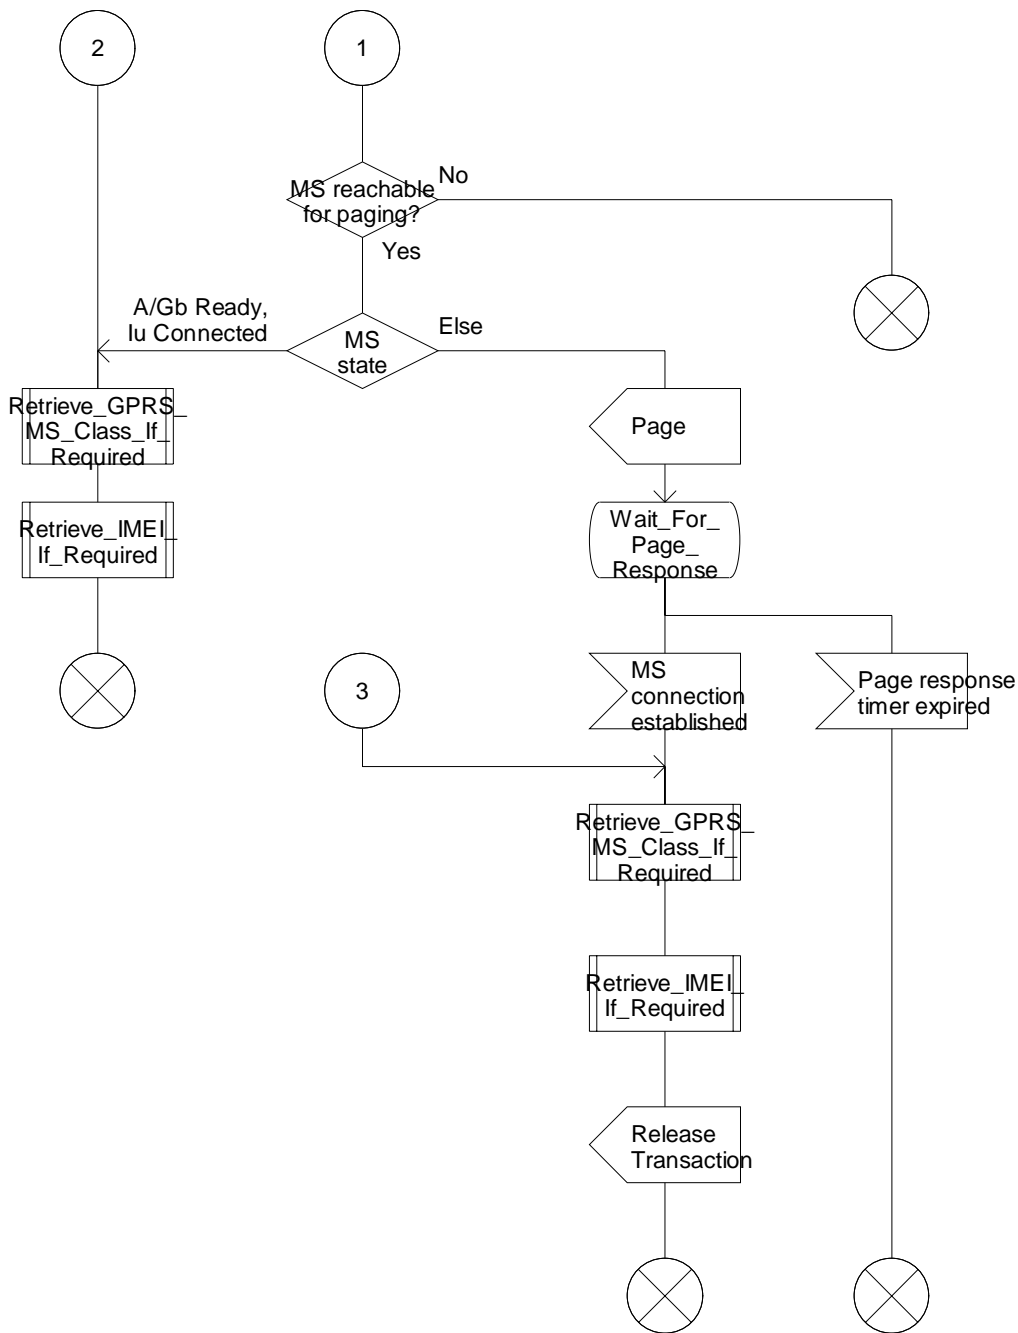 2
1
MS reachable
for paging?
No
Yes
A/Gb Ready,
Iu Connected
MS
state
Else
Retrieve_GPRS_
MS_Class_If_
Required
Page
Retrieve_IMEI_
If_Required
Wait_For_
Page_
Response
3
MS
connection
established
Page response
timer expired
Retrieve_GPRS_
MS_Class_If_
Required
Retrieve_IMEI_
If_Required
Release
Transaction